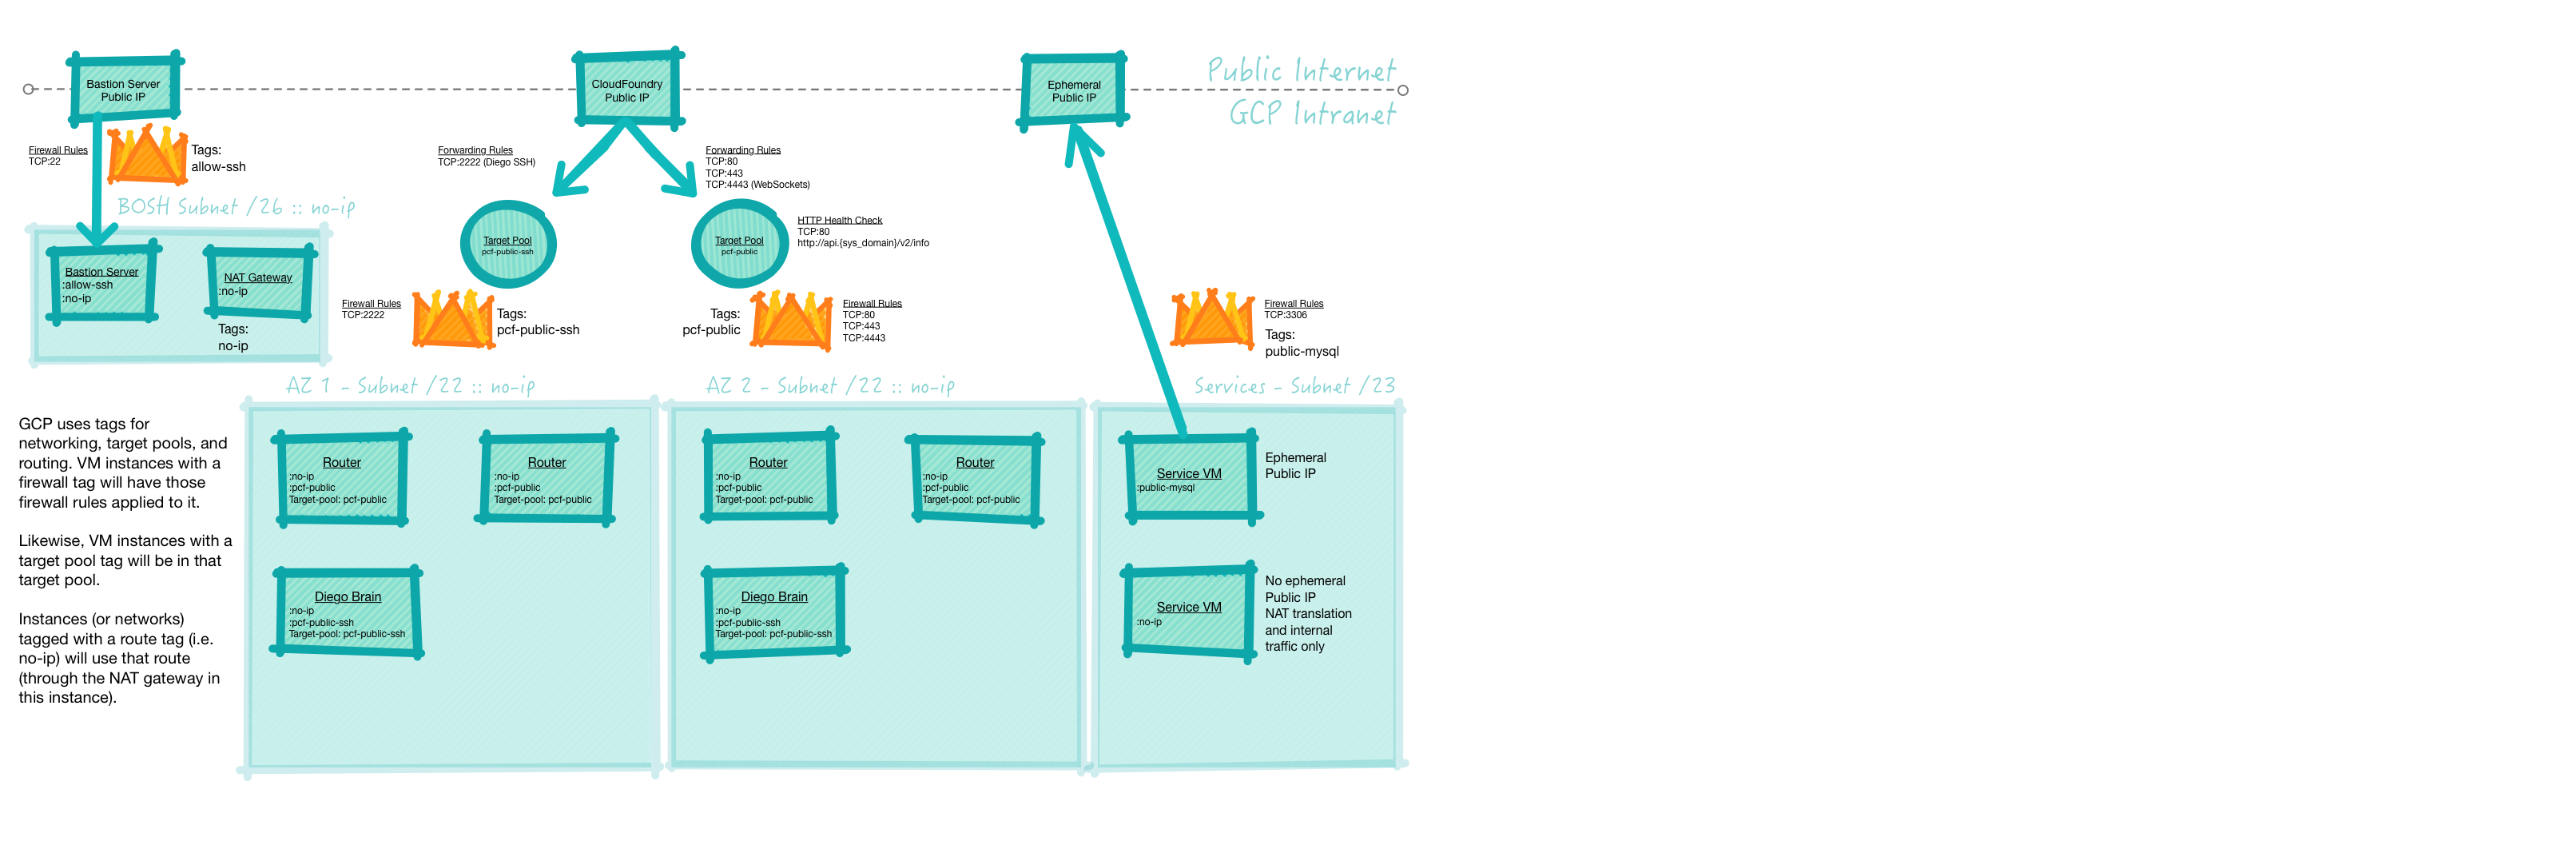 Public Internet
GCP Intranet
Bastion Server
Public IP
CloudFoundry
Public IP
Ephemeral
Public IP
Firewall Rules
TCP:22
Tags:
allow-ssh
Forwarding Rules
TCP:2222 (Diego SSH)
Forwarding Rules
TCP:80
TCP:443
TCP:4443 (WebSockets)
BOSH Subnet /26 :: no-ip
Bastion Server
:allow-ssh
:no-ip
NAT Gateway
:no-ip
Tags:
no-ip
Target Pool
pcf-public-ssh
Target Pool
pcf-public
HTTP Health Check
TCP:80
http://api.{sys_domain}/v2/info
Firewall Rules
TCP:2222
Tags:
pcf-public-ssh
Tags:
pcf-public
Firewall Rules
TCP:80
TCP:443
TCP:4443
Firewall Rules
TCP:3306
Tags:
public-mysql
GCP uses tags for
networking, target pools, and
routing. VM instances with a
firewall tag will have those
firewall rules applied to it.
Likewise, VM instances with a
target pool tag will be in that
target pool.
Instances (or networks)
tagged with a route tag (i.e.
no-ip) will use that route
(through the NAT gateway in
this instance).
AZ 1 - Subnet /22 :: no-ip
Router
:no-ip
:pcf-public
Target-pool: pcf-public
Router
:no-ip
:pcf-public
Target-pool: pcf-public
Diego Brain
:no-ip
:pcf-public-ssh
Target-pool: pcf-public-ssh
AZ 2 - Subnet /22 :: no-ip
Router
:no-ip
:pcf-public
Target-pool: pcf-public
Router
:no-ip
:pcf-public
Target-pool: pcf-public
Diego Brain
:no-ip
:pcf-public-ssh
Target-pool: pcf-public-ssh
Services - Subnet /23
Service VM
:public-mysql
Ephemeral
Public IP
Service VM
:no-ip
No ephemeral
Public IP
NAT translation
and internal
traffic only